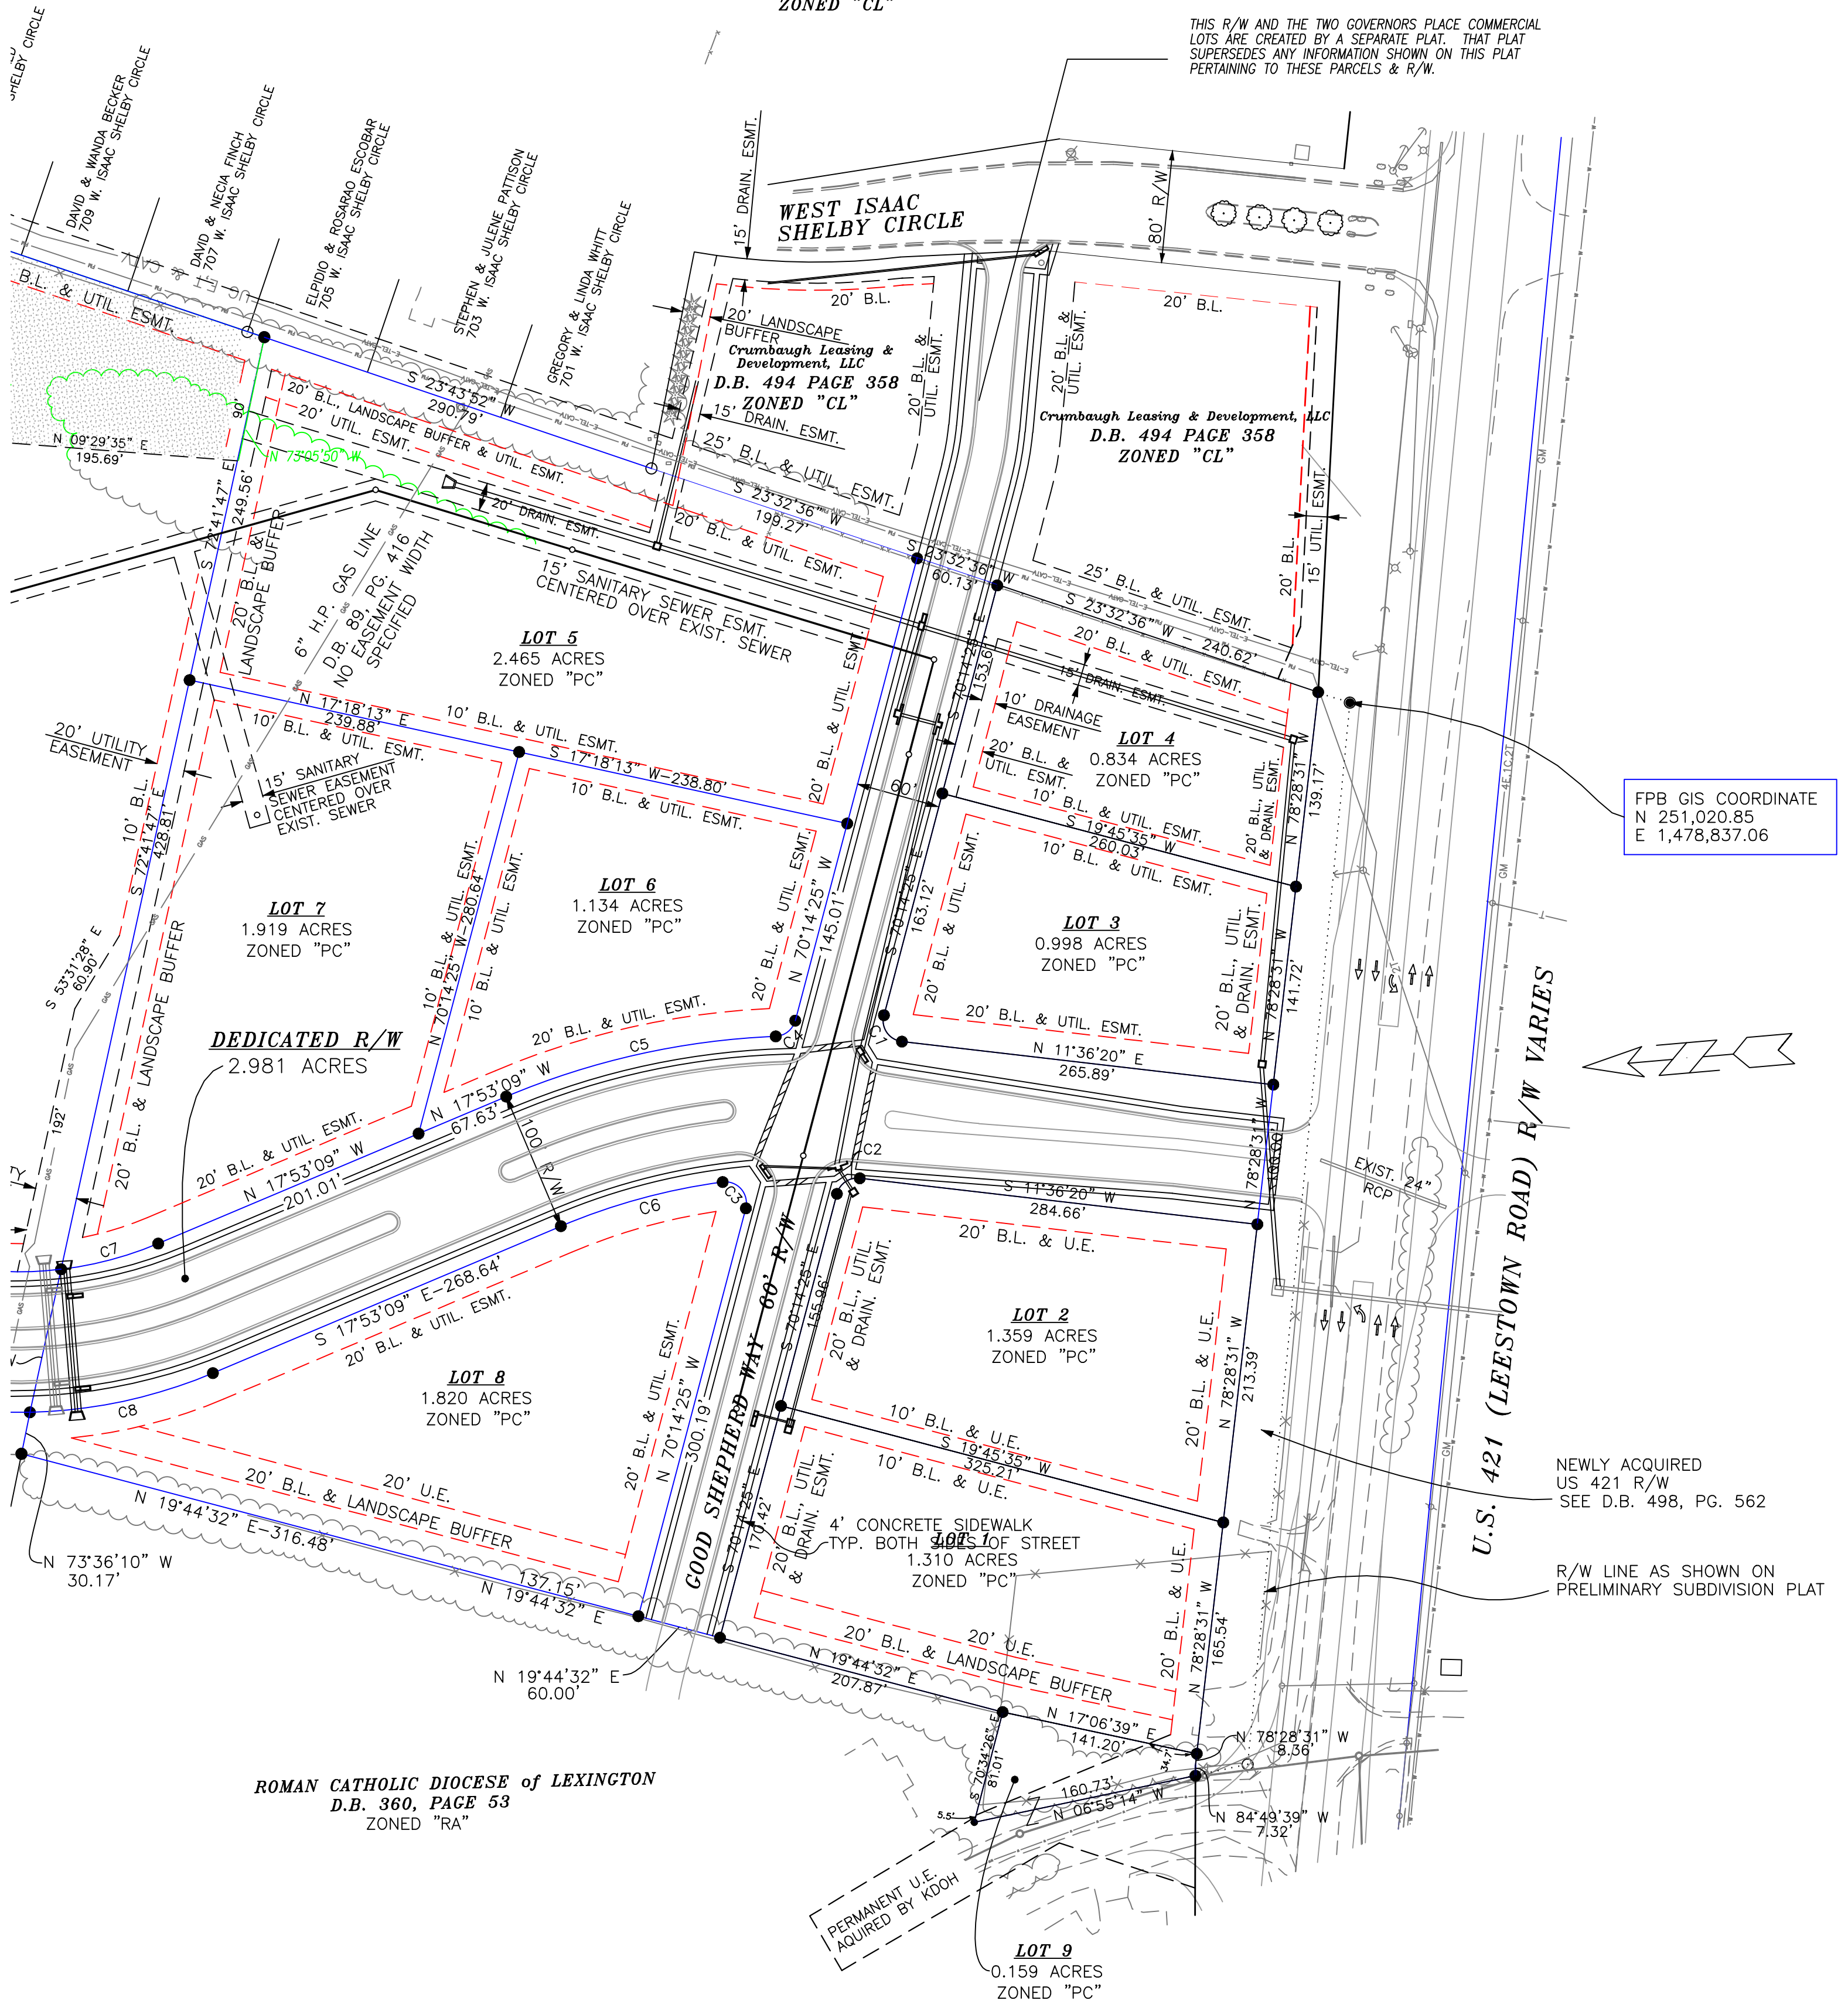 ZONED "CL"
THIS R/W AND THE TWO GOVERNORS PLACE COMMERCIAL
LOTS ARE CREATED BY A SEPARATE PLAT. THAT PLAT
SUPERSEDES ANY INFORMATION SHOWN ON THIS PLAT
PERTAINING TO THESE PARCELS & R/W.
SHELBY CIRCLE
DAVID & WANDA BECKER
709 W. ISAAC SHELBY CIRCLE
DAVID & NECIA FINCH
707 W. ISAAC SHELBY CIRCLE
ELPIDIO & ROSARAO ESCOBAR
705 W. ISAAC SHELBY CIRCLE
STEPHEN & JULENE PATTISON
703 W. ISAAC SHELBY CIRCLE
GREGORY & LINDA WHITT
701 W. ISAAC SHELBY CIRCLE
15' DRAIN. ESMT.
WEST ISAAC
SHELBY CIRCLE
80' R/W
B.L. & UTIL. ESMT.
20' B.L.
20' LANDSCAPE
BUFFER
Crumbaugh Leasing &
Development, LLC
D.B. 494 PAGE 358
ZONED "CL"
15' DRAIN. ESMT.
25' B.L. & UTIL. ESMT.
20' B.L. &
UTIL. ESMT.
20' B.L. &
UTIL. ESMT.
20' B.L.
Crumbaugh Leasing & Development, LLC
D.B. 494 PAGE 358
ZONED "CL"
20' B.L.
15' UTIL. ESMT.
25' B.L. & UTIL. ESMT.
S 23°43'52" W
290.79'
20' B.L., LANDSCAPE BUFFER & UTIL. ESMT.
20' UTIL. ESMT.
90'
N 09°29'35" E
195.69'
N 73°05'50" W
S 72°41'47" E
249.56'
20' B.L. &
LANDSCAPE BUFFER
20' DRAIN. ESMT.
S 23°32'36" W
199.27'
20' B.L. & UTIL. ESMT.
S 23°32'36" W
60.13'
S 23°32'36" W - 240.62'
6" H.P. GAS LINE
D.B. 89, PG. 416
NO EASEMENT WIDTH
SPECIFIED
15' SANITARY SEWER ESMT.
CENTERED OVER EXIST. SEWER
LOT 5
2.465 ACRES
ZONED "PC"
20' B.L. & UTIL. ESMT.
S 70°14'25" E
20' B.L. & UTIL. ESMT.
15' DRAIN. ESMT.
10' DRAINAGE
EASEMENT
20' B.L. &
UTIL. ESMT.
LOT 4
0.834 ACRES
ZONED "PC"
10' B.L. & UTIL. ESMT.
20' B.L., UTIL.
& DRAIN. ESMT.
N 78°28'31" W
139.17'
FPB GIS COORDINATE
N 251,020.85
E 1,478,837.06
20' UTILITY
EASEMENT
N 17°18'13" E
239.88'
10' B.L. & UTIL. ESMT.
10' B.L. & UTIL. ESMT.
S 17°18'13" W-238.80'
10' B.L. & UTIL. ESMT.
60'
S 19°45'35" W
260.03'
10' B.L. & UTIL. ESMT.
15' SANITARY
SEWER EASEMENT
CENTERED OVER
EXIST. SEWER
10' B.L.
S 72°41'47" E
428.81'
LOT 7
1.919 ACRES
ZONED "PC"
LOT 6
1.134 ACRES
ZONED "PC"
LOT 3
0.998 ACRES
ZONED "PC"
10' B.L. & UTIL. ESMT.
N 70°14'25" W-280.64'
10' B.L. & UTIL. ESMT.
20' B.L. & UTIL. ESMT.
N 70°14'25" W
145.01'
S 70°14'25" E
163.12'
20' B.L. & UTIL. ESMT.
20' B.L., UTIL.
& DRAIN. ESMT.
N 78°28'31" W
141.72'
S 53°31'28" E
60.90'
192'
20' B.L. & LANDSCAPE BUFFER
DEDICATED R/W
2.981 ACRES
20' B.L. & UTIL. ESMT.
C5
C4
C1
20' B.L. & UTIL. ESMT.
N 11°36'20" E
265.89'
N 17°53'09" W
67.63'
100' R/W
20' B.L. & UTIL. ESMT.
N 17°53'09" W
201.01'
C7
C2
C3
C6
S 11°36'20" W
284.66'
N 78°28'31" W
100.00'
EXIST. 24"
RCP
U.S. 421 (LEESTOWN ROAD) R/W VARIES
20' B.L. & U.E.
S 17°53'09" E-268.64'
20' B.L. & UTIL. ESMT.
C8
LOT 8
1.820 ACRES
ZONED "PC"
20' B.L. & UTIL. ESMT.
N 70°14'25" W
300.19'
GOOD SHEPHERD WAY 60' R/W
S 70°14'25" E
155.96'
20' B.L., UTIL.
& DRAIN. ESMT.
LOT 2
1.359 ACRES
ZONED "PC"
20' B.L. & U.E.
N 78°28'31" W
213.39'
10' B.L. & U.E.
S 19°45'35" W
325.21'
10' B.L. & U.E.
NEWLY ACQUIRED
US 421 R/W
SEE D.B. 498, PG. 562
20' U.E.
20' B.L. & LANDSCAPE BUFFER
N 19°44'32" E-316.48'
N 73°36'10" W
30.17'
137.15'
N 19°44'32" E
S 70°14'25" E
170.42'
20' B.L., UTIL.
& DRAIN. ESMT.
4' CONCRETE SIDEWALK
TYP. BOTH SIDES OF STREET
LOT 1
1.310 ACRES
ZONED "PC"
20' B.L. & U.E.
N 78°28'31" W
165.54'
R/W LINE AS SHOWN ON
PRELIMINARY SUBDIVISION PLAT
N 19°44'32" E
60.00'
20' U.E.
20' B.L. & LANDSCAPE BUFFER
N 19°44'32" E
207.87'
N 17°06'39" E
141.20'
34.7'
N 78°28'31" W
8.36'
S 70°34'26" E
81.01'
160.73'
N 06°55'14" W
5.5'
N 84°49'39" W
7.32'
ROMAN CATHOLIC DIOCESE of LEXINGTON
D.B. 360, PAGE 53
ZONED "RA"
PERMANENT U.E.
AQUIRED BY KDOH
LOT 9
0.159 ACRES
ZONED "PC"